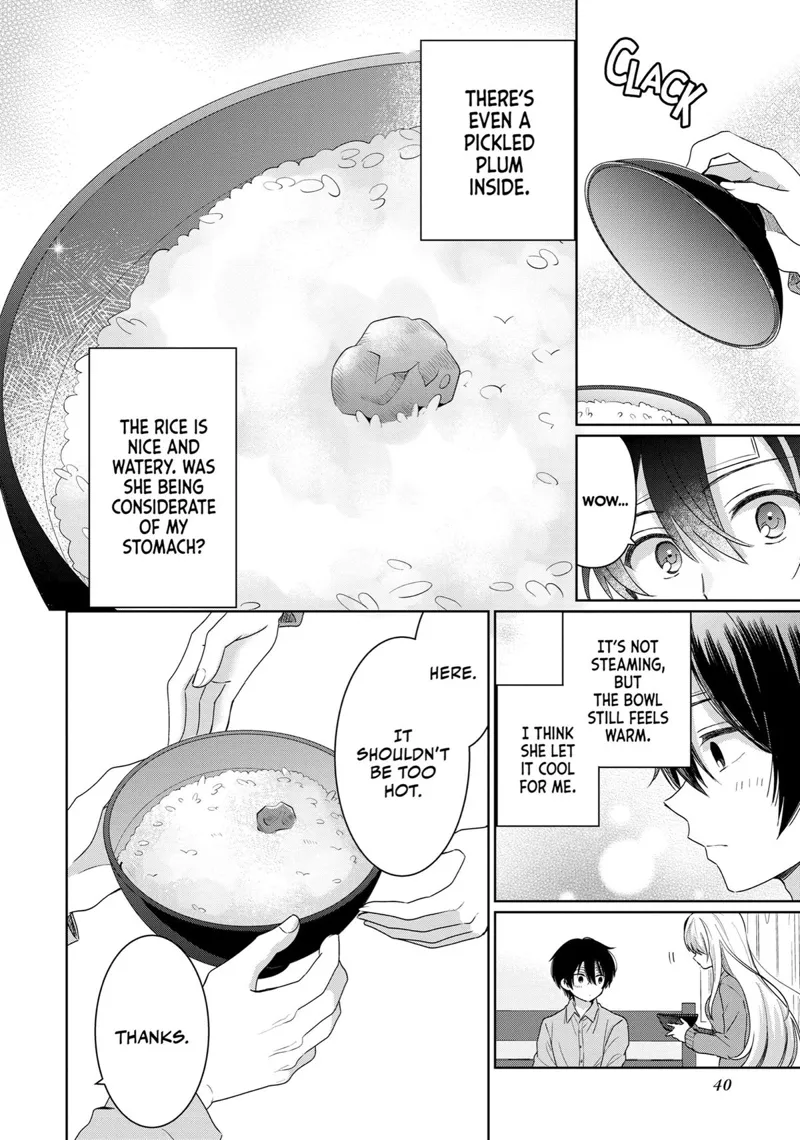 CLACK
THERE'S
EVEN A
PICKLED
PLUM
INSIDE.
THE RICE IS
NICE AND
WATERY. WAS
SHE BEING
CONSIDERATE
OF MY
STOMACH?
WOW...
IT'S NOT
STEAMING,
BUT
THE BOWL
STILL FEELS
WARM.
I THINK
SHE LET
IT COOL
FOR ME.
HERE.
IT
SHOULDN'T
BE TOO
HOT.
THANKS.
40